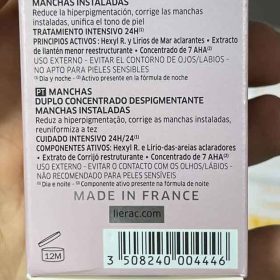 MANCHAS INSTALADAS
Reduce la hiperpigmentación, corrige las manchas
instaladas, unifica el tono de piel
TRATAMIENTO INTENSIVO 24H(1)
PRINCIPIOS ACTIVOS: Hexyl R. y Lirios de Mar aclarantes • Extracto
de llantén menor reestructurante • Concentrado de 7 AHA(2)
USO EXTERNO - EVITAR EL CONTORNO DE OJOS/LABIOS -
NO APTO PARA PIELES SENSIBLES
(1) Día y noche - (2) Activo presente en la fórmula de noche
PT MANCHAS
DUPLO CONCENTRADO DESPIGMENTANTE
MANCHAS INSTALADAS
Reduz a hiperpigmentação, corrige as manchas instaladas,
reuniformiza a tez
CUIDADO INTENSIVO 24H/24(1)
COMPONENTES ATIVOS: Hexyl R. e Lírio-das-areias aclaradores
• Extrato de Corrijó restruturante • Concentrado de 7 AHA(2)
USO EXTERNO - EVITAR O CONTACTO COM OS OLHOS/LÁBIOS -
NÃO RECOMENDADO PARA PELES SENSÍVEIS
(1) Dia e noite - (2) Componente ativo presente na fórmula de noite
MADE IN FRANCE
lierac.com
12M
3 508240 004446